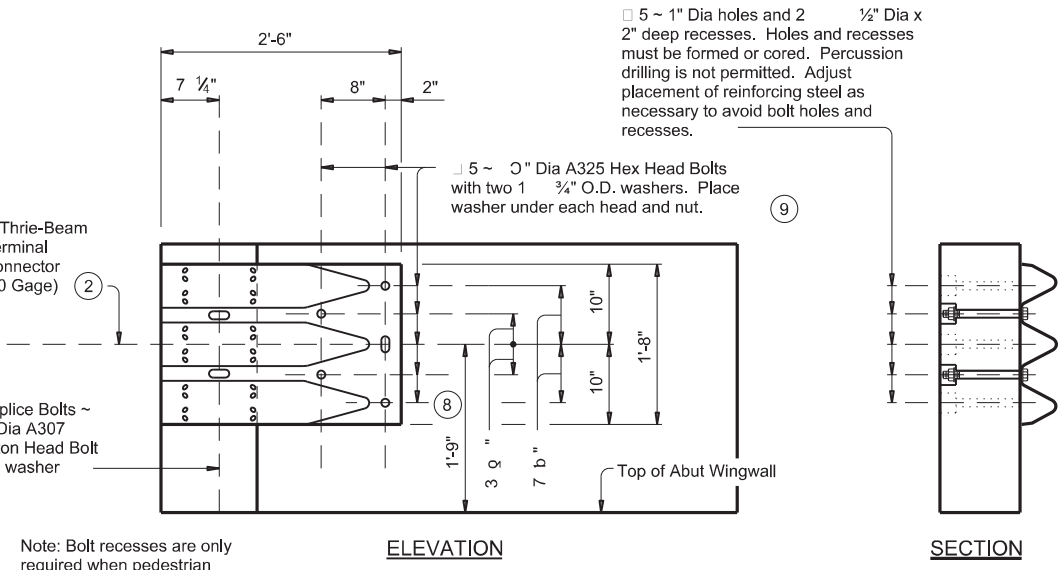 5 ~ 1" Dia holes and 2 ½" Dia x
2" deep recesses. Holes and recesses
must be formed or cored. Percussion
drilling is not permitted. Adjust
placement of reinforcing steel as
necessary to avoid bolt holes and
recesses.
2'-6"
7 ¼"
8"
2"
5 ~ " Dia A325 Hex Head Bolts
with two 1 ¾" O.D. washers. Place
washer under each head and nut.
9
Thrie-Beam
erminal
onnector
0 Gage)
2
10"
10"
1'-8"
8
1'-9"
3 "
7 "
plice Bolts ~
Dia A307
on Head Bolt
washer
Top of Abut Wingwall
Note: Bolt recesses are only
required when pedestrian
ELEVATION
SECTION